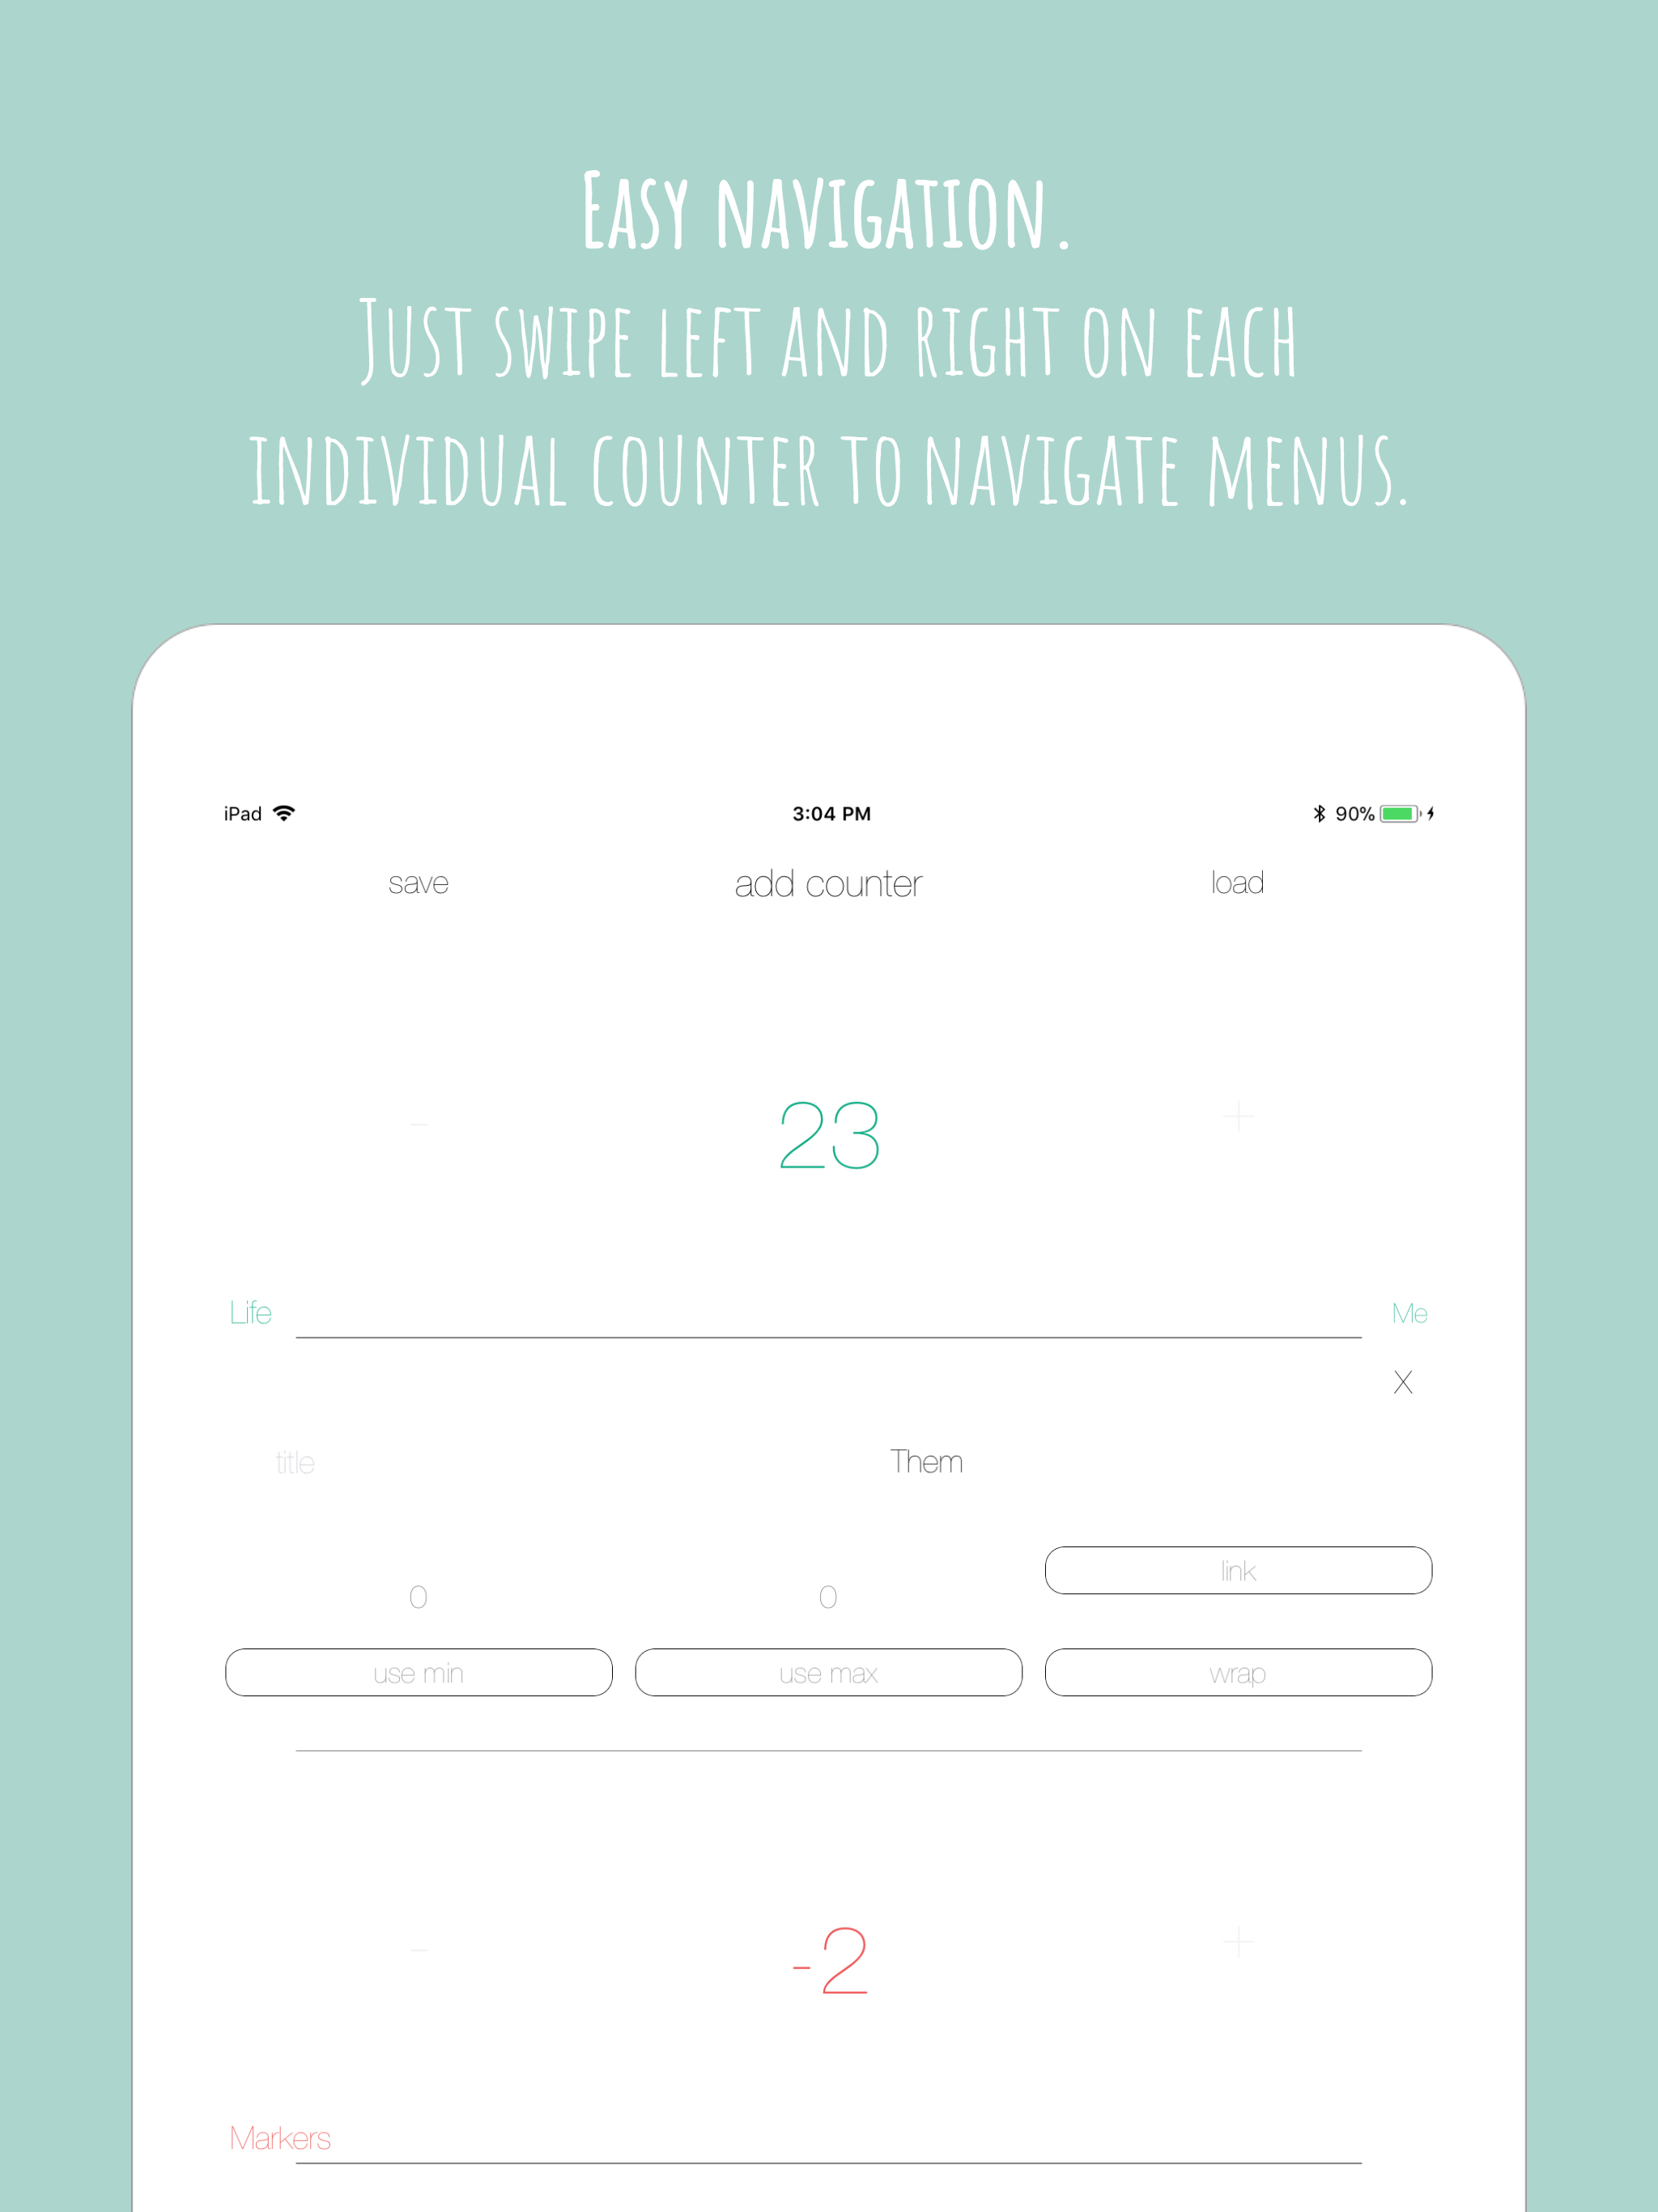 Easy navigation.
Just swipe left and right on each
individual counter to navigate menus.
iPad 3:04 PM 90%
save add counter load
- 23 +
Life Me
X
title Them
link
0 0
use min use max wrap
- -2 +
Markers